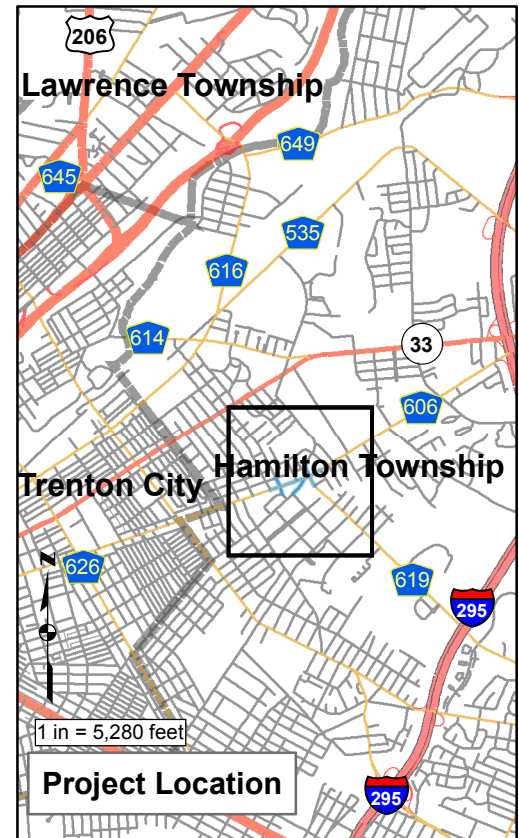 206
Lawrence Township
649
645
535
616
614
33
606
Hamilton Township
Trenton City
626
619
295
N
1 in = 5,280 feet
Project Location
295